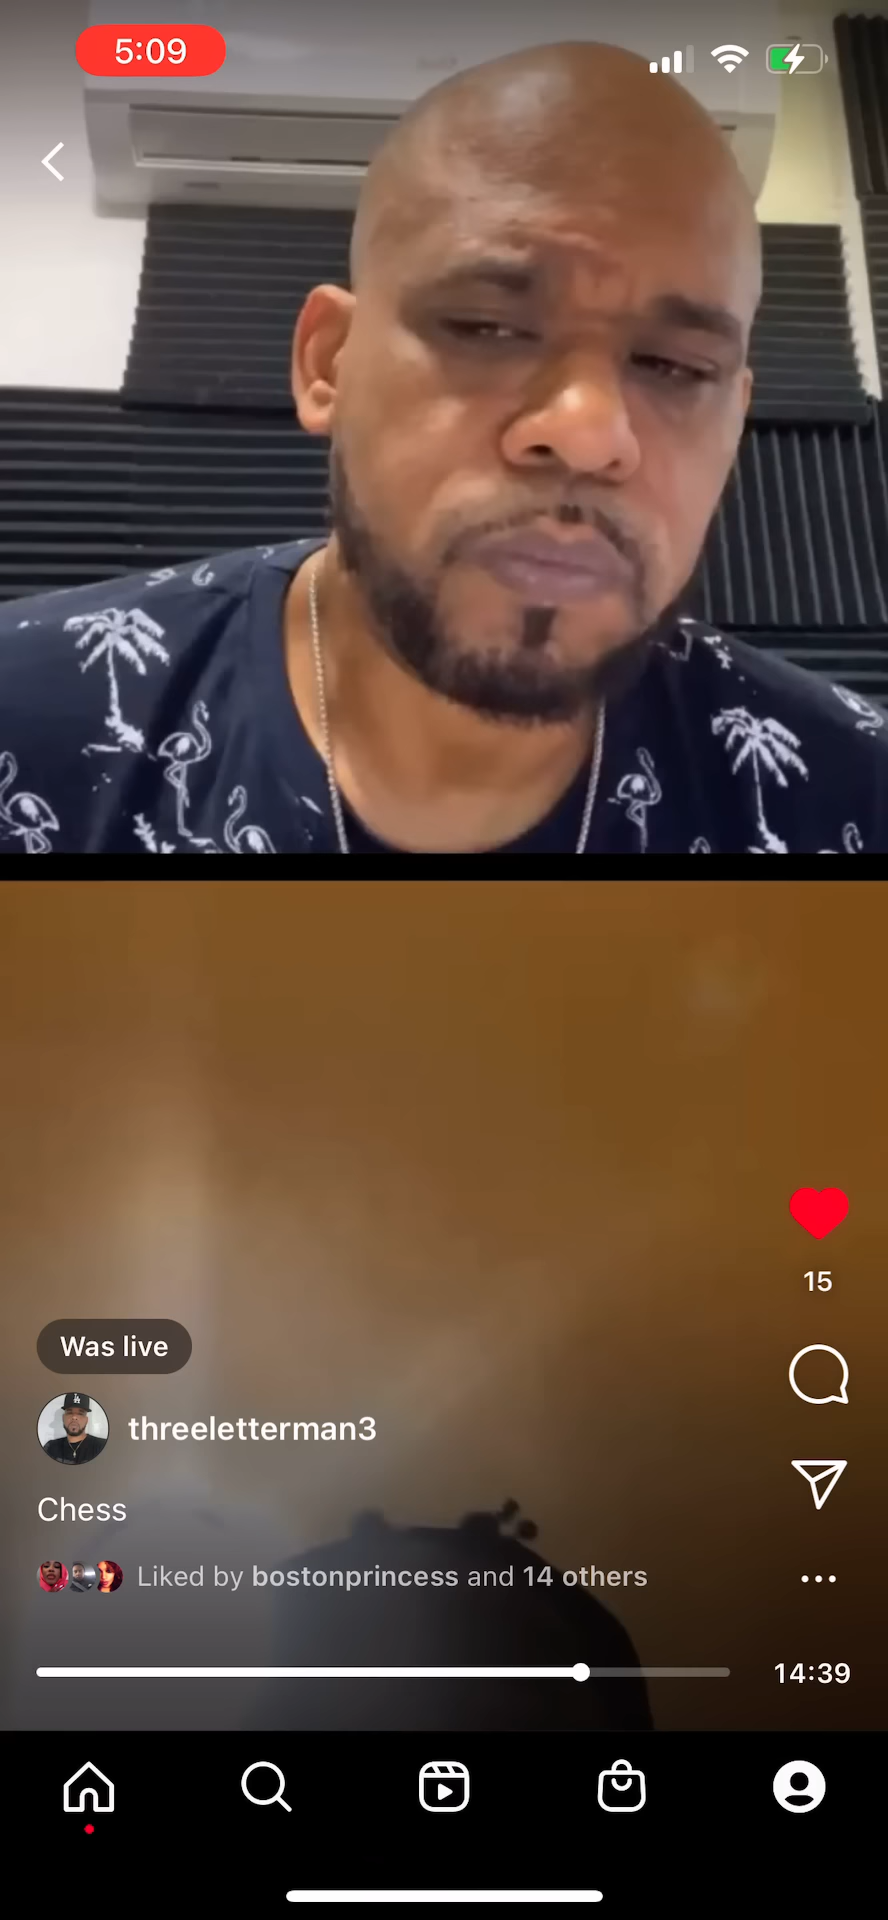 5:09
Was live
threeletterman3
Chess
Liked by bostonprincess and 14 others
15
14:39